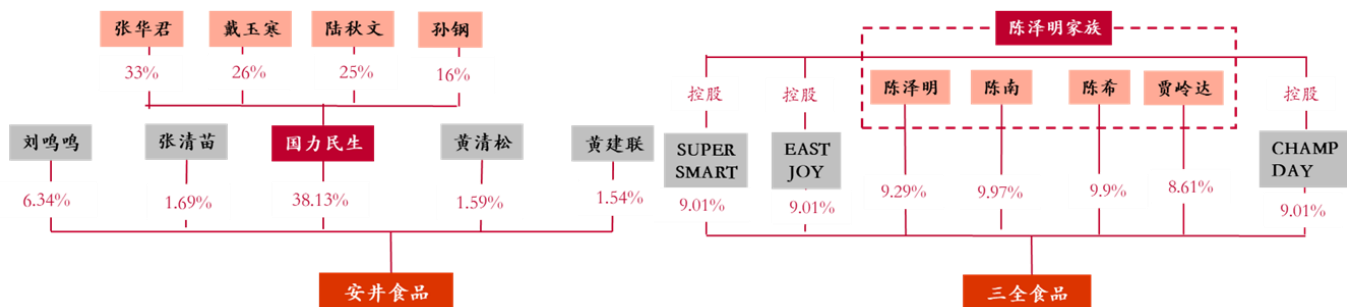 张华君 戴玉寒 陆秋文 孙钢
33% 26% 25% 16%
刘鸣鸣 张清苗 国力民生 黄清松 黄建联
6.34% 1.69% 38.13% 1.59% 1.54%
安井食品
陈泽明家族
控股 控股 陈泽明 陈南 陈希 贾岭达 控股
SUPER SMART EAST JOY CHAMP DAY
9.01% 9.01% 9.29% 9.97% 9.9% 8.61% 9.01%
三全食品